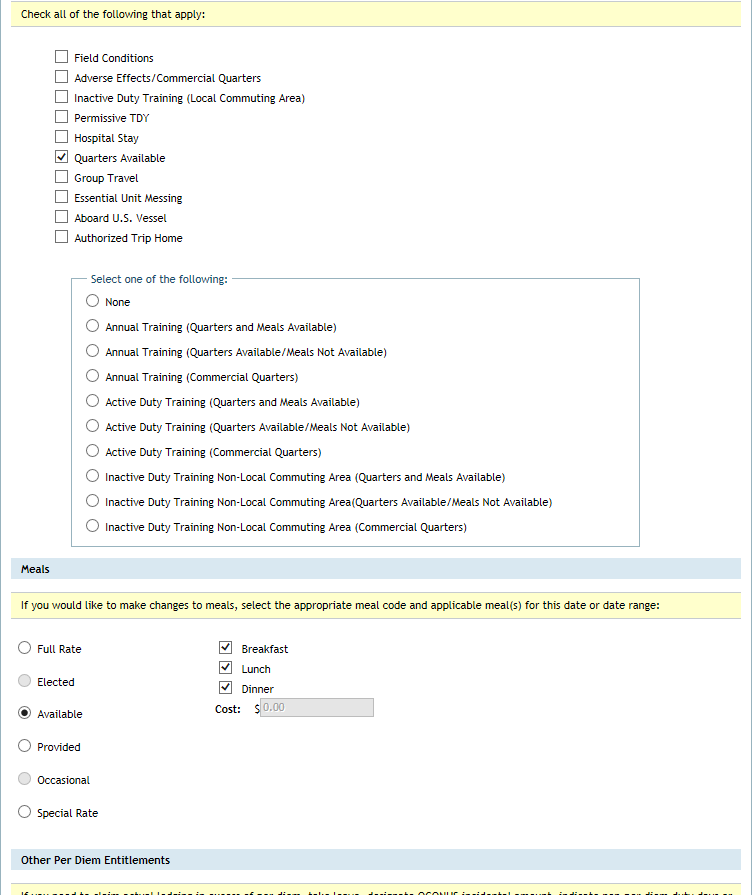 Check all of the following that apply:
Field Conditions
Adverse Effects/Commercial Quarters
Inactive Duty Training (Local Commuting Area)
Permissive TDY
Hospital Stay
Quarters Available
Group Travel
Essential Unit Messing
Aboard U.S. Vessel
Authorized Trip Home
Select one of the following:
None
Annual Training (Quarters and Meals Available)
Annual Training (Quarters Available/Meals Not Available)
Annual Training (Commercial Quarters)
Active Duty Training (Quarters and Meals Available)
Active Duty Training (Quarters Available/Meals Not Available)
Active Duty Training (Commercial Quarters)
Inactive Duty Training Non-Local Commuting Area (Quarters and Meals Available)
Inactive Duty Training Non-Local Commuting Area(Quarters Available/Meals Not Available)
Inactive Duty Training Non-Local Commuting Area (Commercial Quarters)
Meals
If you would like to make changes to meals, select the appropriate meal code and applicable meal(s) for this date or date range:
Full Rate
Elected
Available
Provided
Occasional
Special Rate
Breakfast
Lunch
Dinner
Cost: $0.00
Other Per Diem Entitlements